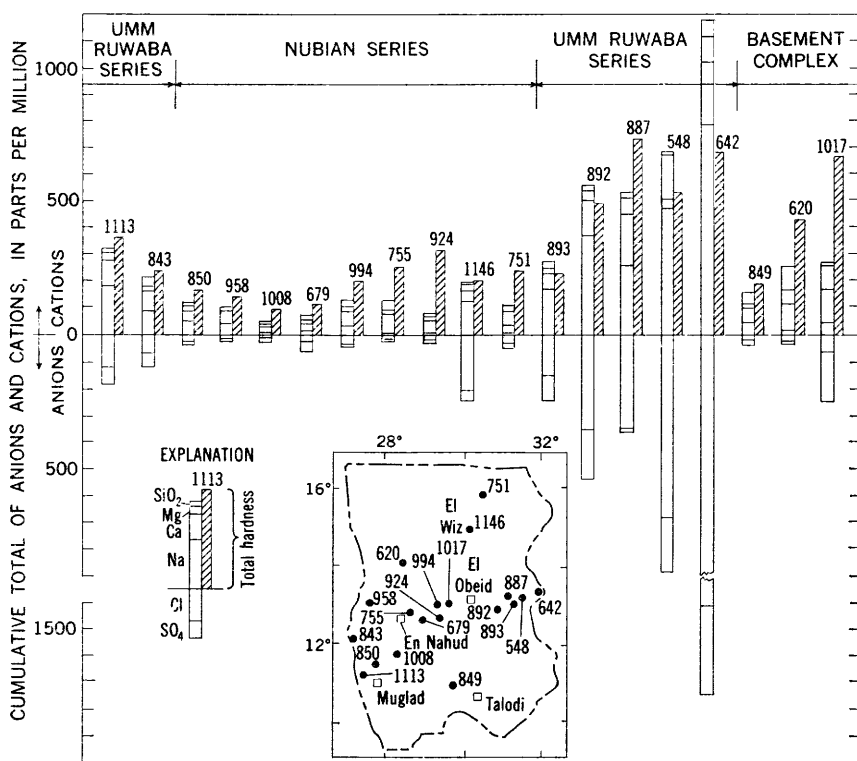 UMM
RUWABA
SERIES
NUBIAN SERIES
UMM RUWABA
SERIES
BASEMENT
COMPLEX
CUMULATIVE TOTAL OF ANIONS AND CATIONS, IN PARTS PER MILLION
ANIONS CATIONS
1000
500
0
500
1500
1113
843
850
958
1008
679
994
755
924
1146
751
893
892
887
548
642
849
620
1017
EXPLANATION
1113
SiO2
Mg
Ca
Na
Cl
SO4
Total hardness
28°
32°
16°
12°
751
El
Wiz
1146
620
994
1017
El
Obeid
924
887
958
892
642
755
893
843
En Nahud
679
548
850
1008
1113
849
Muglad
Talodi